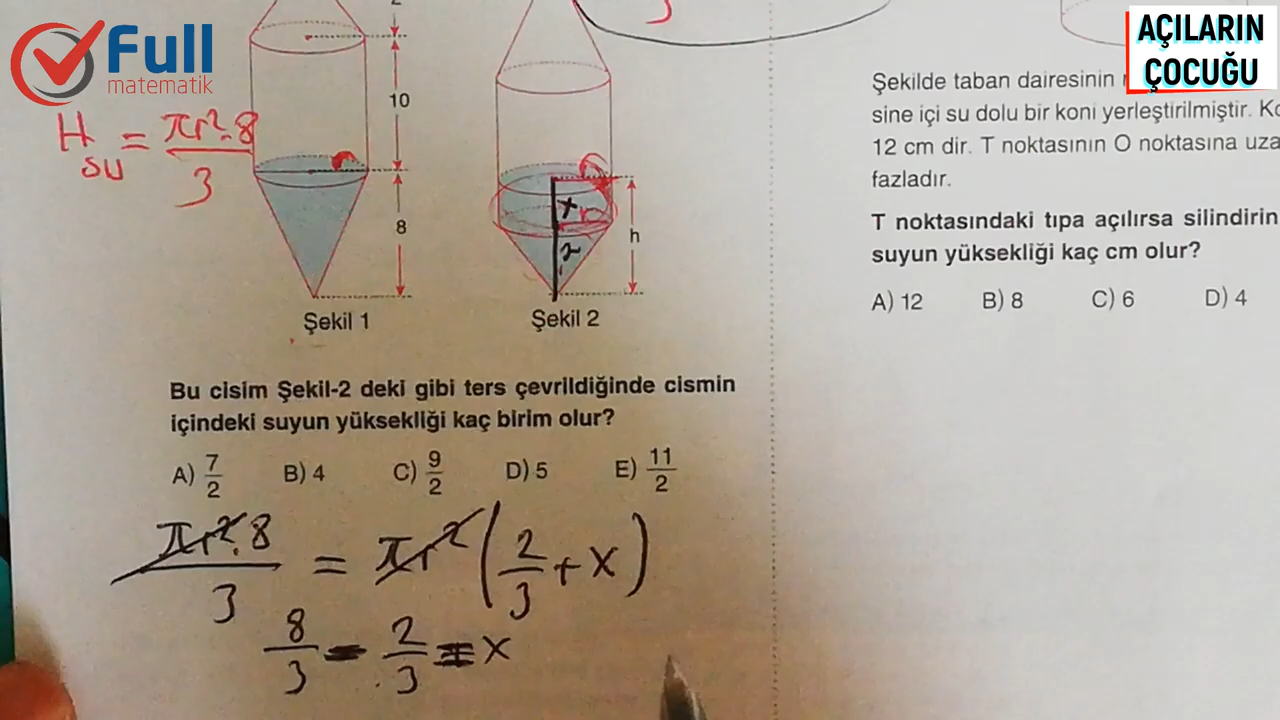 Full
matematik
AÇILARIN
ÇOCUĞU
H su = πr².8 / 3
10
8
Şekil 1
x
2
h
Şekil 2
Bu cisim Şekil-2 deki gibi ters çevrildiğinde cismin
içindeki suyun yüksekliği kaç birim olur?
A) 7/2 B) 4 C) 9/2 D) 5 E) 11/2
πr².8 / 3 = πr² (2/3 + x)
8/3 - 2/3 = x
Şekilde taban dairesinin
sine içi su dolu bir koni yerleştirilmiştir.
12 cm dir. T noktasının O noktasına
fazladır.
T noktasındaki tıpa açılırsa silindirin
suyun yüksekliği kaç cm olur?
A) 12 B) 8 C) 6 D) 4